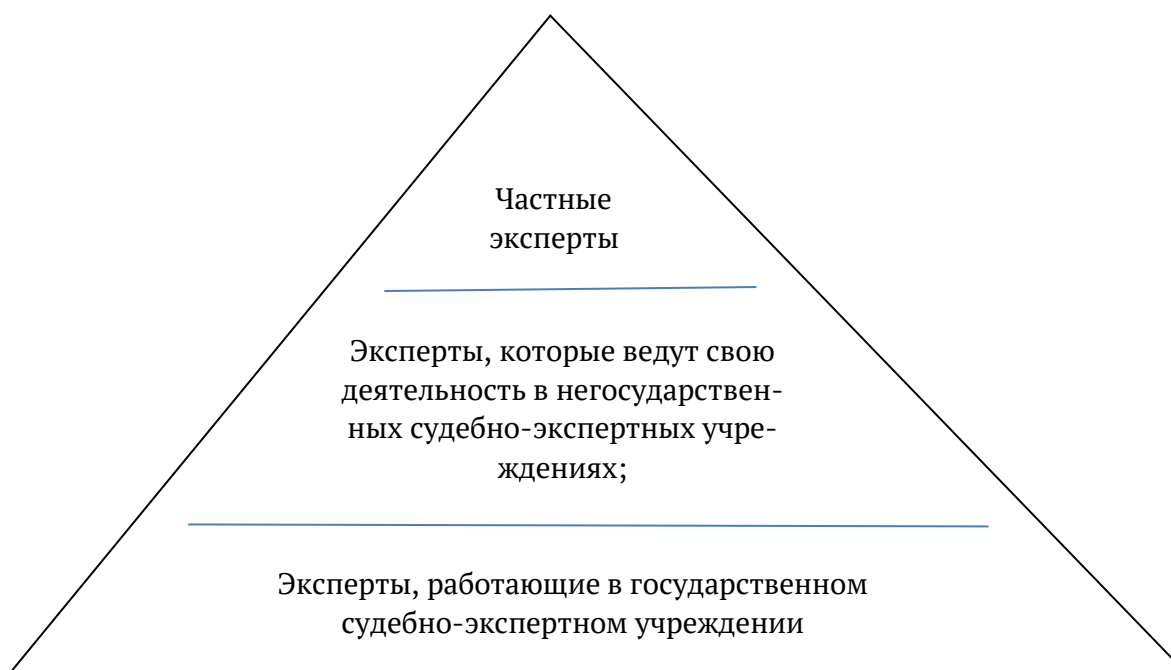 Частные
эксперты
Эксперты, которые ведут свою
деятельность в негосударствен-
ных судебно-экспертных учре-
ждениях;
Эксперты, работающие в государственном
судебно-экспертном учреждении